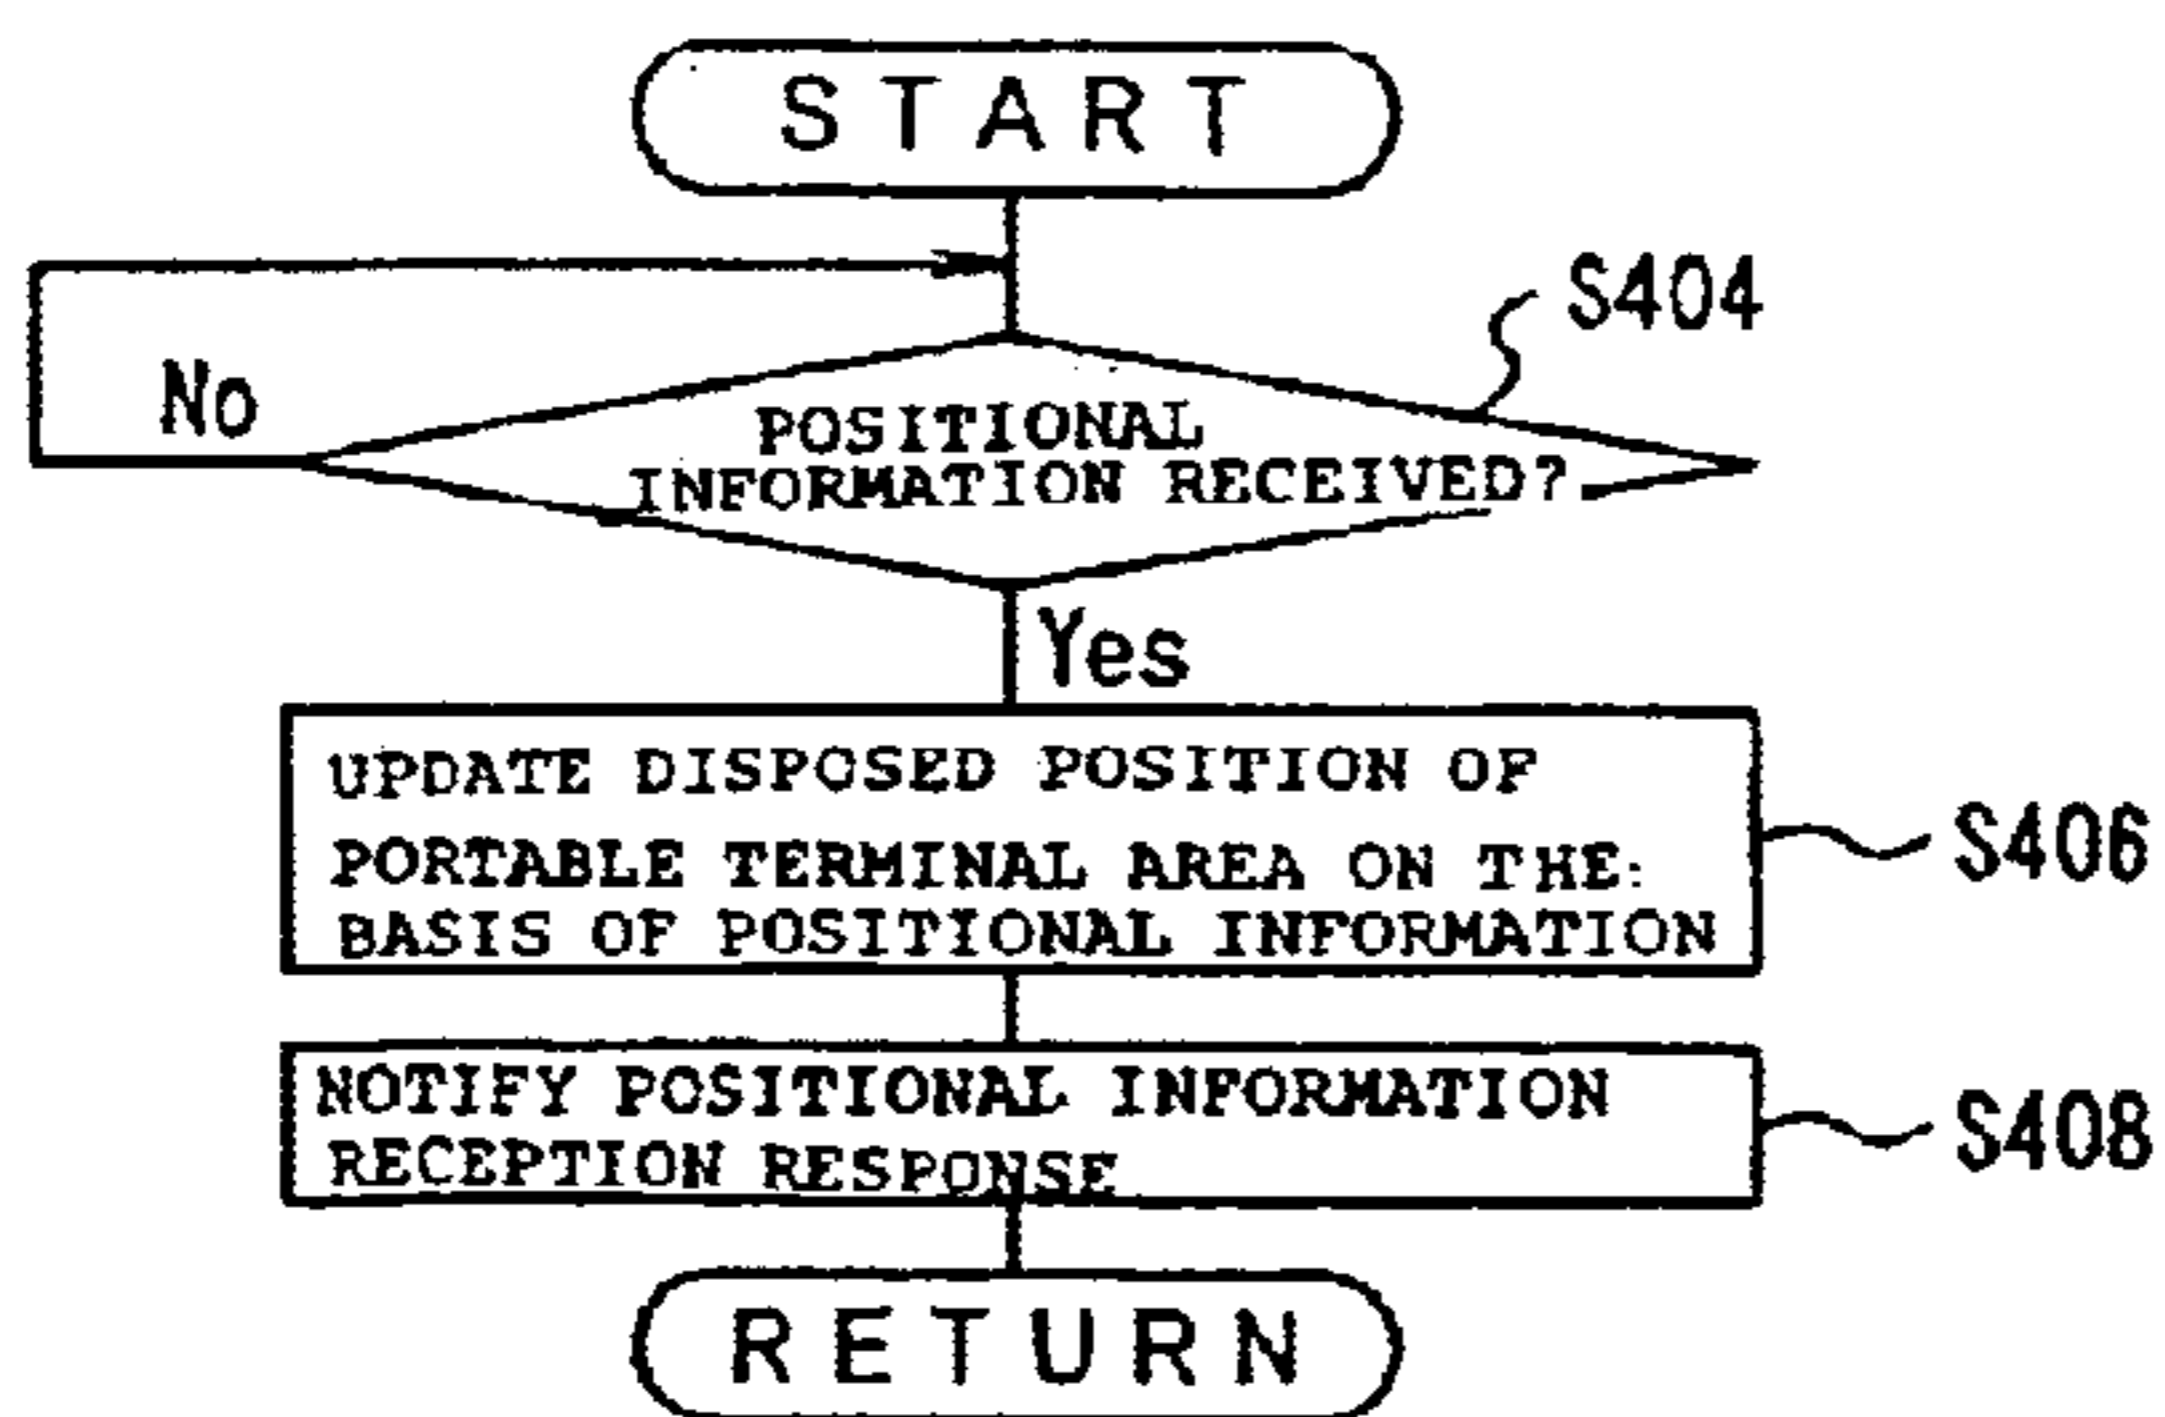 START
S404
No
POSITIONAL
INFORMATION RECEIVED?
Yes
UPDATE DISPOSED POSITION OF
PORTABLE TERMINAL AREA ON THE
BASIS OF POSITIONAL INFORMATION
S406
NOTIFY POSITIONAL INFORMATION
RECEPTION RESPONSE
S408
RETURN